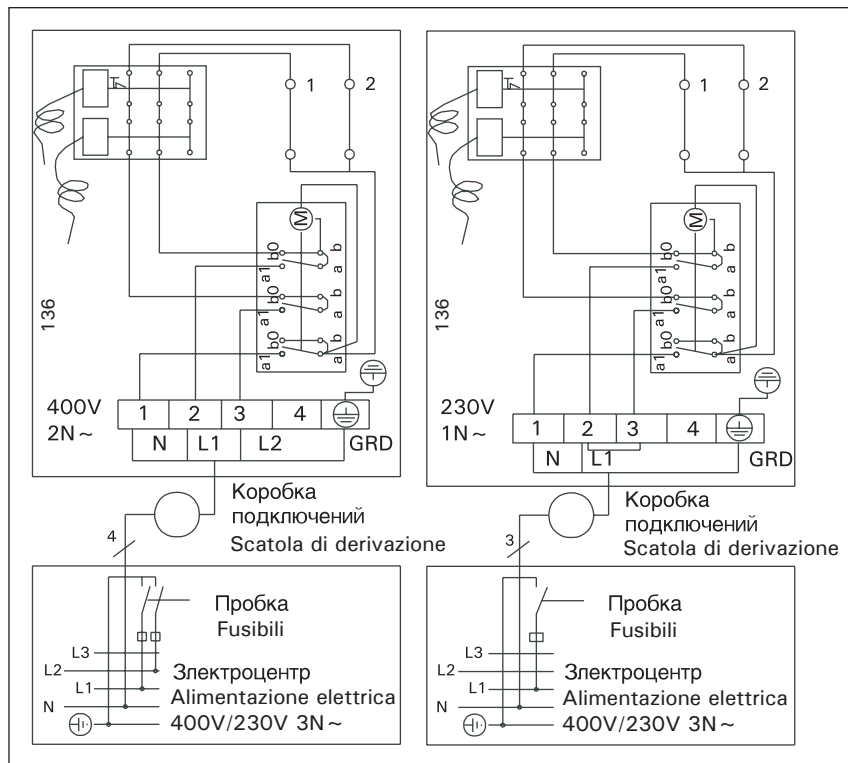 1
2
M
b0
b
a1
a
b0
b
a1
a
b0
b
a1
a
136
400V
2N~
1
2
3
4
N
L1
L2
GRD
Коробка
подключений
Scatola di derivazione
4
Пробка
Fusibili
L3
L2
L1
N
Злектроцентр
Alimentazione elettrica
400V/230V 3N~
1
2
M
b0
b
a1
a
b0
b
a1
a
b0
b
a1
a
136
230V
1N~
1
2
3
4
N
L1
GRD
Коробка
подключений
Scatola di derivazione
3
Пробка
Fusibili
L3
L2
L1
N
Злектроцентр
Alimentazione elettrica
400V/230V 3N~